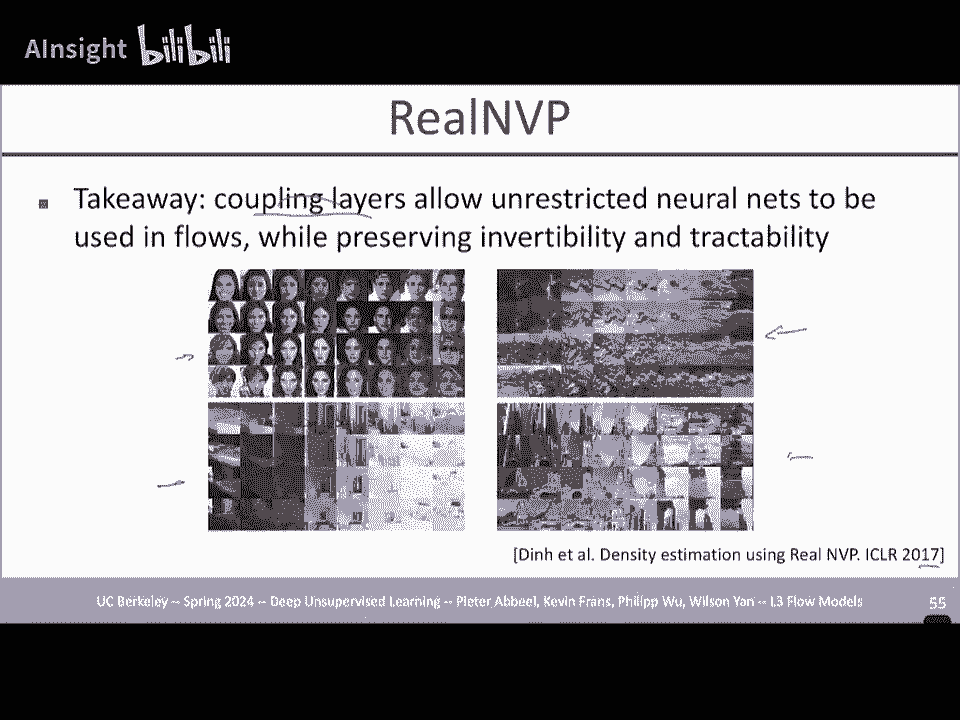 AInsight bilibili
RealNVP
Takeaway: coupling layers allow unrestricted neural nets to be
used in flows, while preserving invertibility and tractability
[Dinh et al. Density estimation using Real NVP. ICLR 2017]
UC Berkeley -- Spring 2024 -- Deep Unsupervised Learning -- Pieter Abbeel, Kevin Frans, Philipp Wu, Wilson Yan -- L3 Flow Models
55